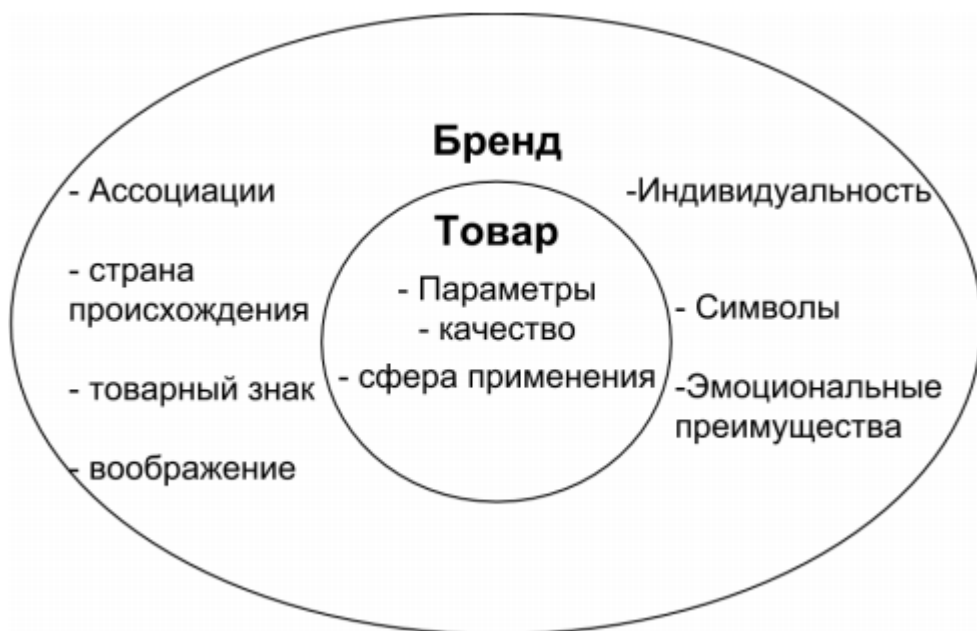 Бренд
- Ассоциации
- страна
происхождения
- товарный знак
- воображение
Товар
- Параметры
- качество
- сфера применения
-Индивидуальность
- Символы
-Эмоциональные
преимущества